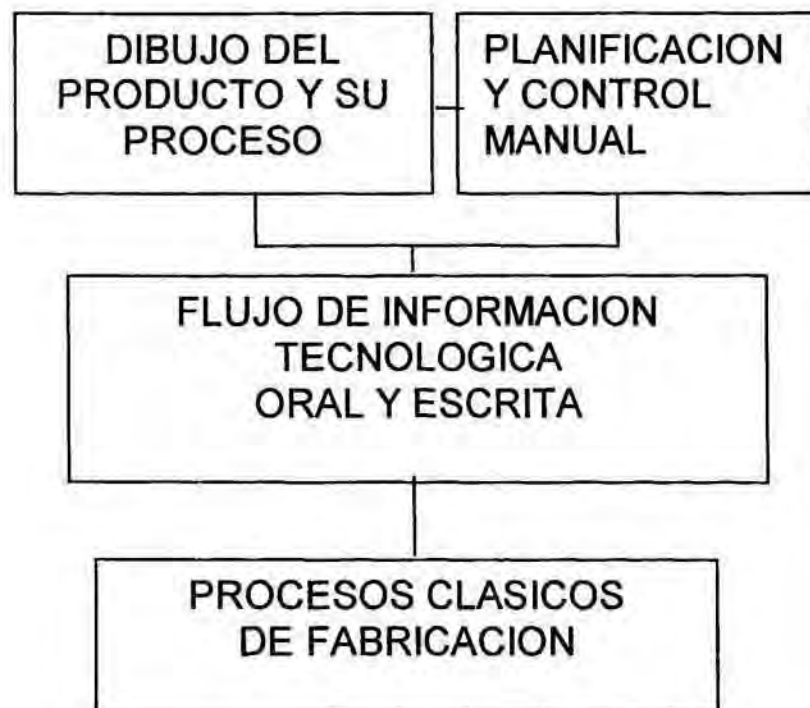 DIBUJO DEL
PRODUCTO Y SU
PROCESO
PLANIFICACION
Y CONTROL
MANUAL
FLUJO DE INFORMACION
TECNOLOGICA
ORAL Y ESCRITA
PROCESOS CLASICOS
DE FABRICACION